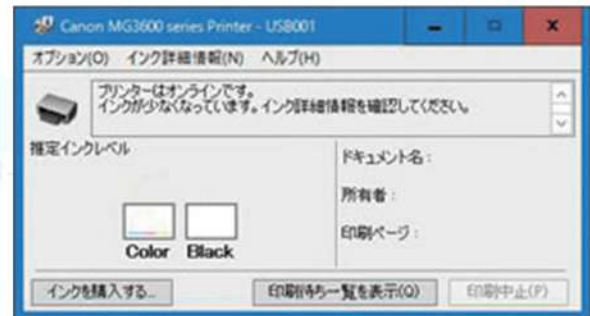 Canon MG3600 series Printer - USB001
オプション(O) インク詳細情報(N) ヘルプ(H)
プリンターはオンラインです。
インクが少なくなっています。インク詳細情報を確認してください。
推定インクレベル
ドキュメント名:
所有者:
印刷ページ:
Color Black
インクを購入する... 印刷待ち一覧を表示(Q) 印刷中止(P)